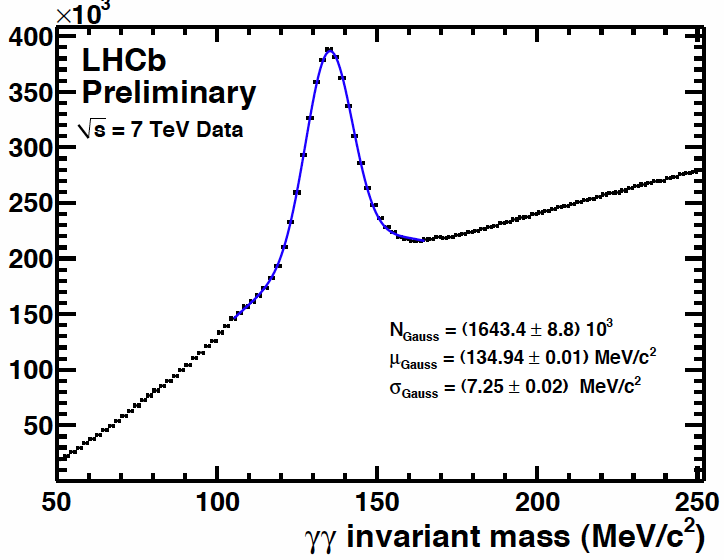 ×10³
400
350
300
250
200
150
100
50
LHCb
Preliminary
√s = 7 TeV Data
N_Gauss = (1643.4 ± 8.8) 10³
μ_Gauss = (134.94 ± 0.01) MeV/c²
σ_Gauss = (7.25 ± 0.02) MeV/c²
50 100 150 200 250
γγ invariant mass (MeV/c²)